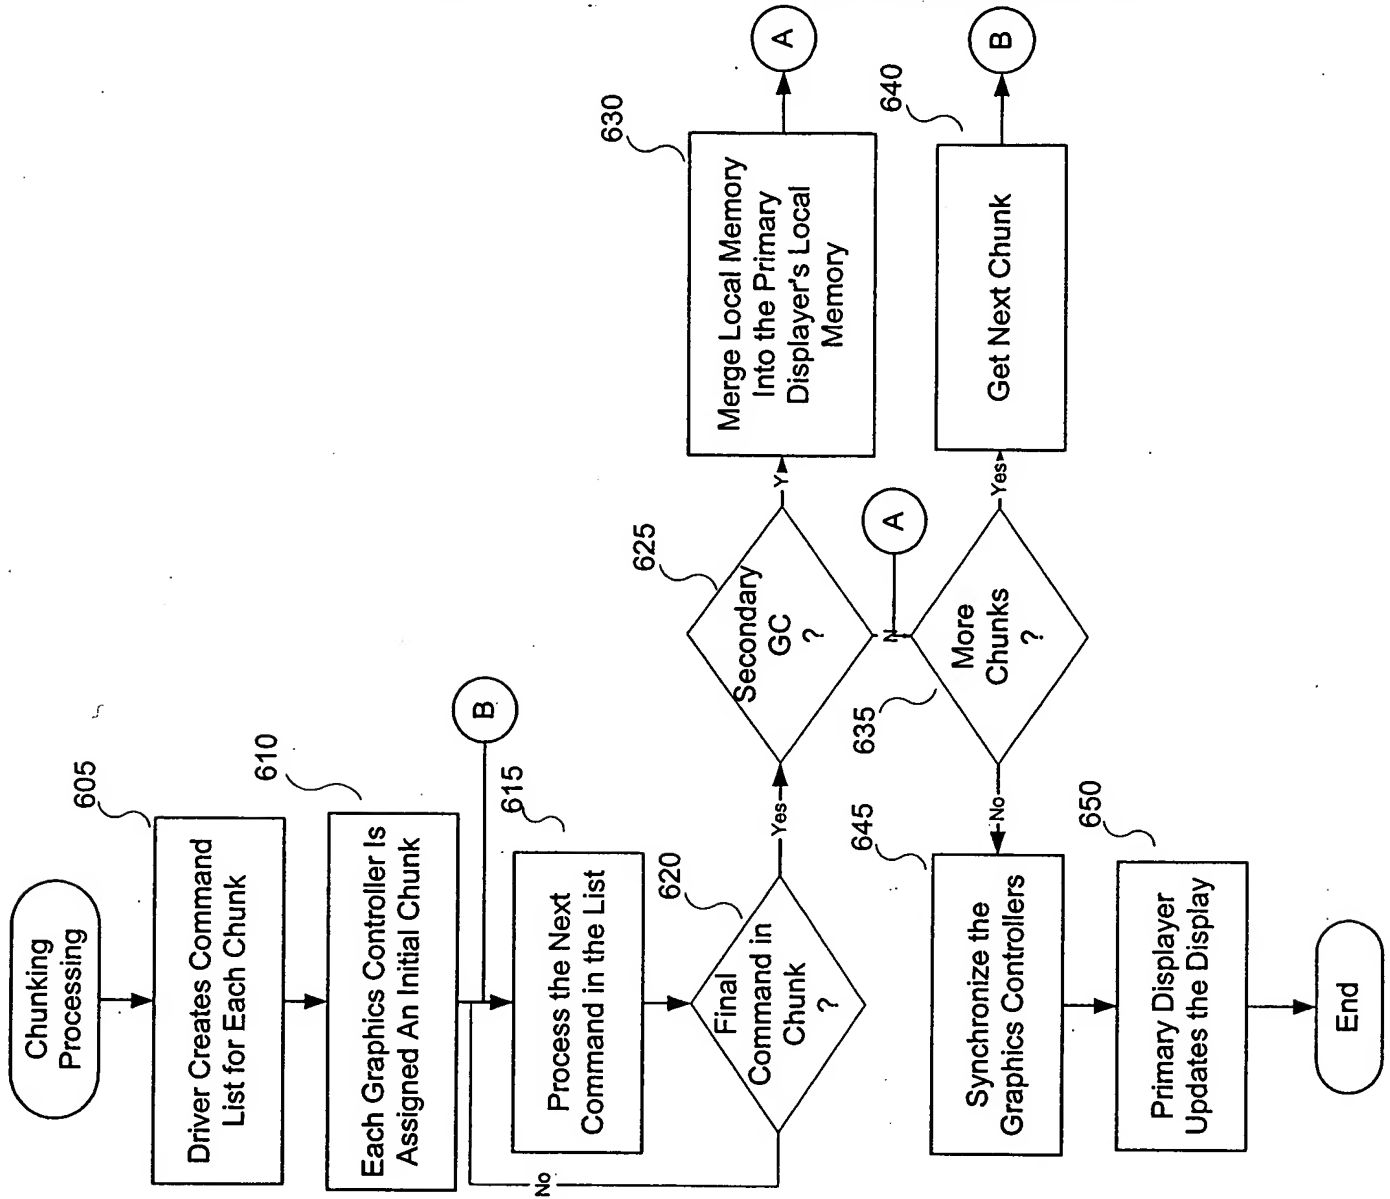 Chunking
Processing
605
Driver Creates Command
List for Each Chunk
610
Each Graphics Controller Is
Assigned An Initial Chunk
B
615
Process the Next
Command in the List
620
Final
Command in
Chunk
?
No
Yes
625
Secondary
GC
?
Y
630
Merge Local Memory
Into the Primary
Displayer's Local
Memory
A
N
A
635
More
Chunks
?
Yes
640
Get Next Chunk
B
No
645
Synchronize the
Graphics Controllers
650
Primary Displayer
Updates the Display
End